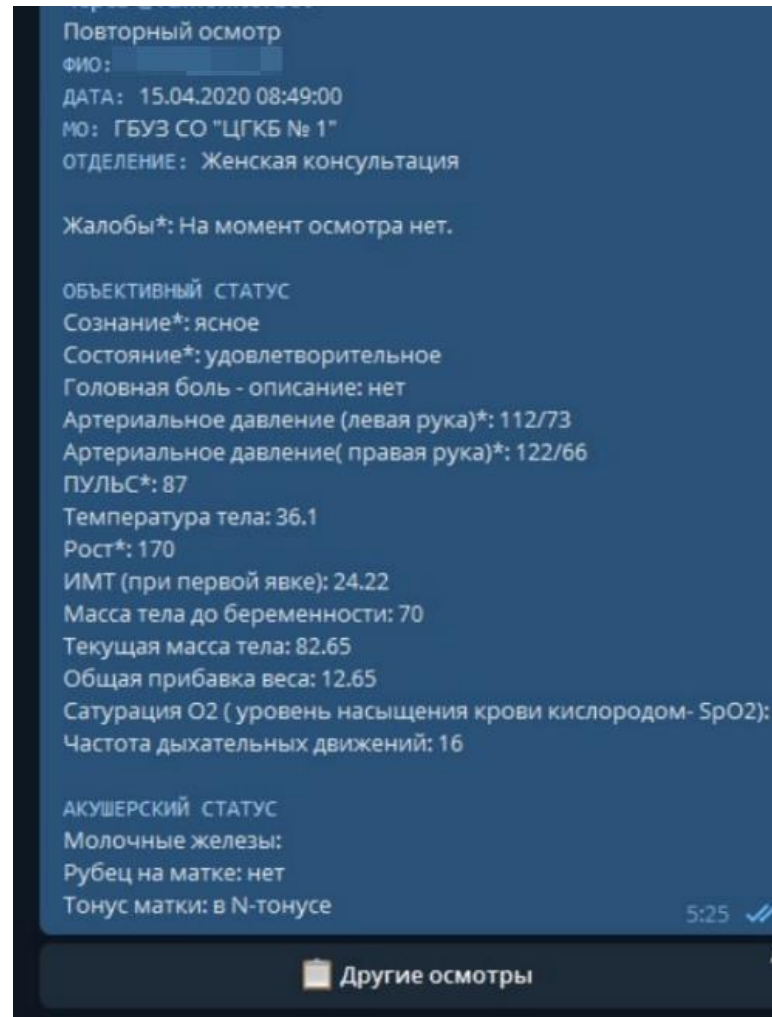 Повторный осмотр
ФИО:
ДАТА: 15.04.2020 08:49:00
МО: ГБУЗ СО "ЦГКБ № 1"
ОТДЕЛЕНИЕ: Женская консультация
Жалобы*: На момент осмотра нет.
ОБЪЕКТИВНЫЙ СТАТУС
Сознание*: ясное
Состояние*: удовлетворительное
Головная боль - описание: нет
Артериальное давление (левая рука)*: 112/73
Артериальное давление( правая рука)*: 122/66
ПУЛЬС*: 87
Температура тела: 36.1
Рост*: 170
ИМТ (при первой явке): 24.22
Масса тела до беременности: 70
Текущая масса тела: 82.65
Общая прибавка веса: 12.65
Сатурация О2 ( уровень насыщения крови кислородом- SpO2):
Частота дыхательных движений: 16
АКУШЕРСКИЙ СТАТУС
Молочные железы:
Рубец на матке: нет
Тонус матки: в N-тонусе
5:25
Другие осмотры